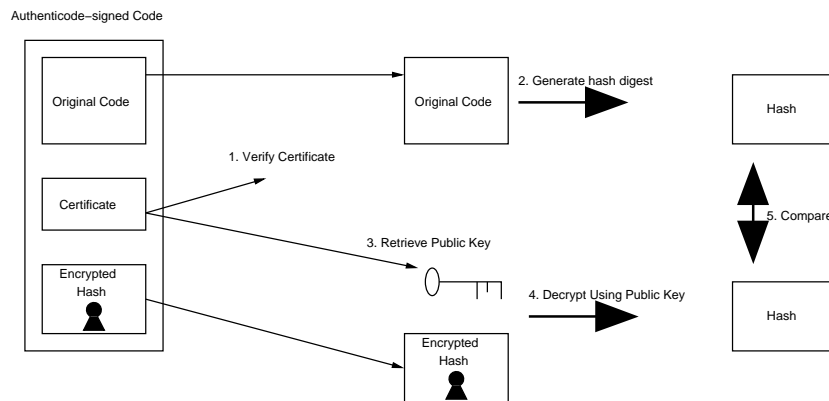 Authenticode-signed Code
Original Code
Original Code
2. Generate hash digest
Hash
1. Verify Certificate
Certificate
5. Compare
3. Retrieve Public Key
Encrypted
Hash
4. Decrypt Using Public Key
Hash
Encrypted
Hash